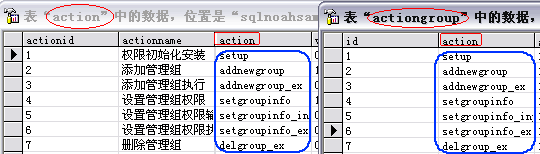 表“action”中的数据，位置是“sqlnoahsam
actionid actionname action
1 权限初始化安装 setup
2 添加管理组 addnewgroup
3 添加管理组执行 addnewgroup_ex
4 设置管理组权限 setgroupinfo
5 设置管理组权限 setgroupinfo_in
6 设置管理组权限执 setgroupinfo_ex
7 删除管理组 delgroup_ex
表“actiongroup”中的数据，
id action
1 setup
2 addnewgroup
3 addnewgroup_ex
4 setgroupinfo
5 setgroupinfo_in
6 setgroupinfo_ex
7 delgroup_ex